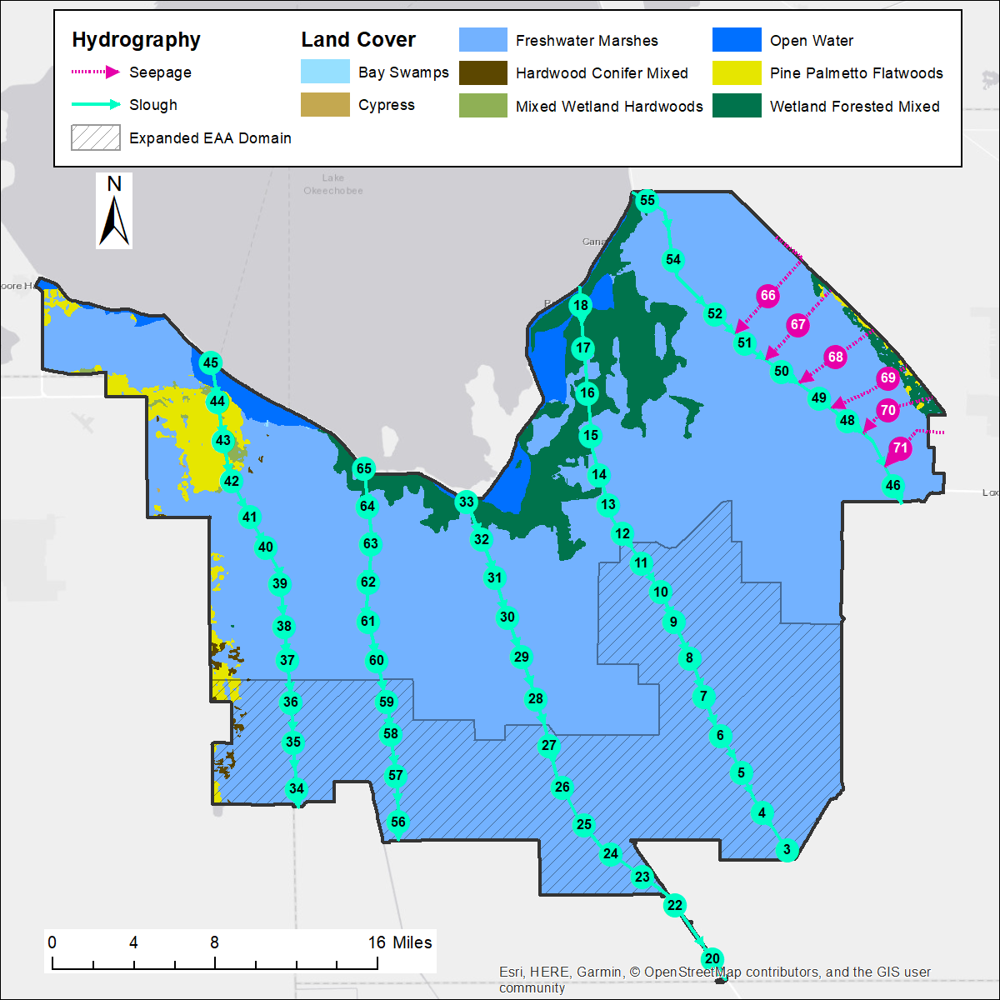 Hydrography
Seepage
Slough
Expanded EAA Domain
Land Cover
Bay Swamps
Cypress
Freshwater Marshes
Hardwood Conifer Mixed
Mixed Wetland Hardwoods
Open Water
Pine Palmetto Flatwoods
Wetland Forested Mixed
N
Lake
Okeechobee
Cana
oore Ha
Lox
55
54
52
51
50
49
48
46
66
67
68
69
70
71
18
17
16
15
14
13
12
11
10
9
8
7
6
5
4
3
45
44
43
42
41
40
39
38
37
36
35
34
65
64
63
62
61
60
59
58
57
56
33
32
31
30
29
28
27
26
25
24
23
22
20
0 4 8 16 Miles
Esri, HERE, Garmin, © OpenStreetMap contributors, and the GIS user
community